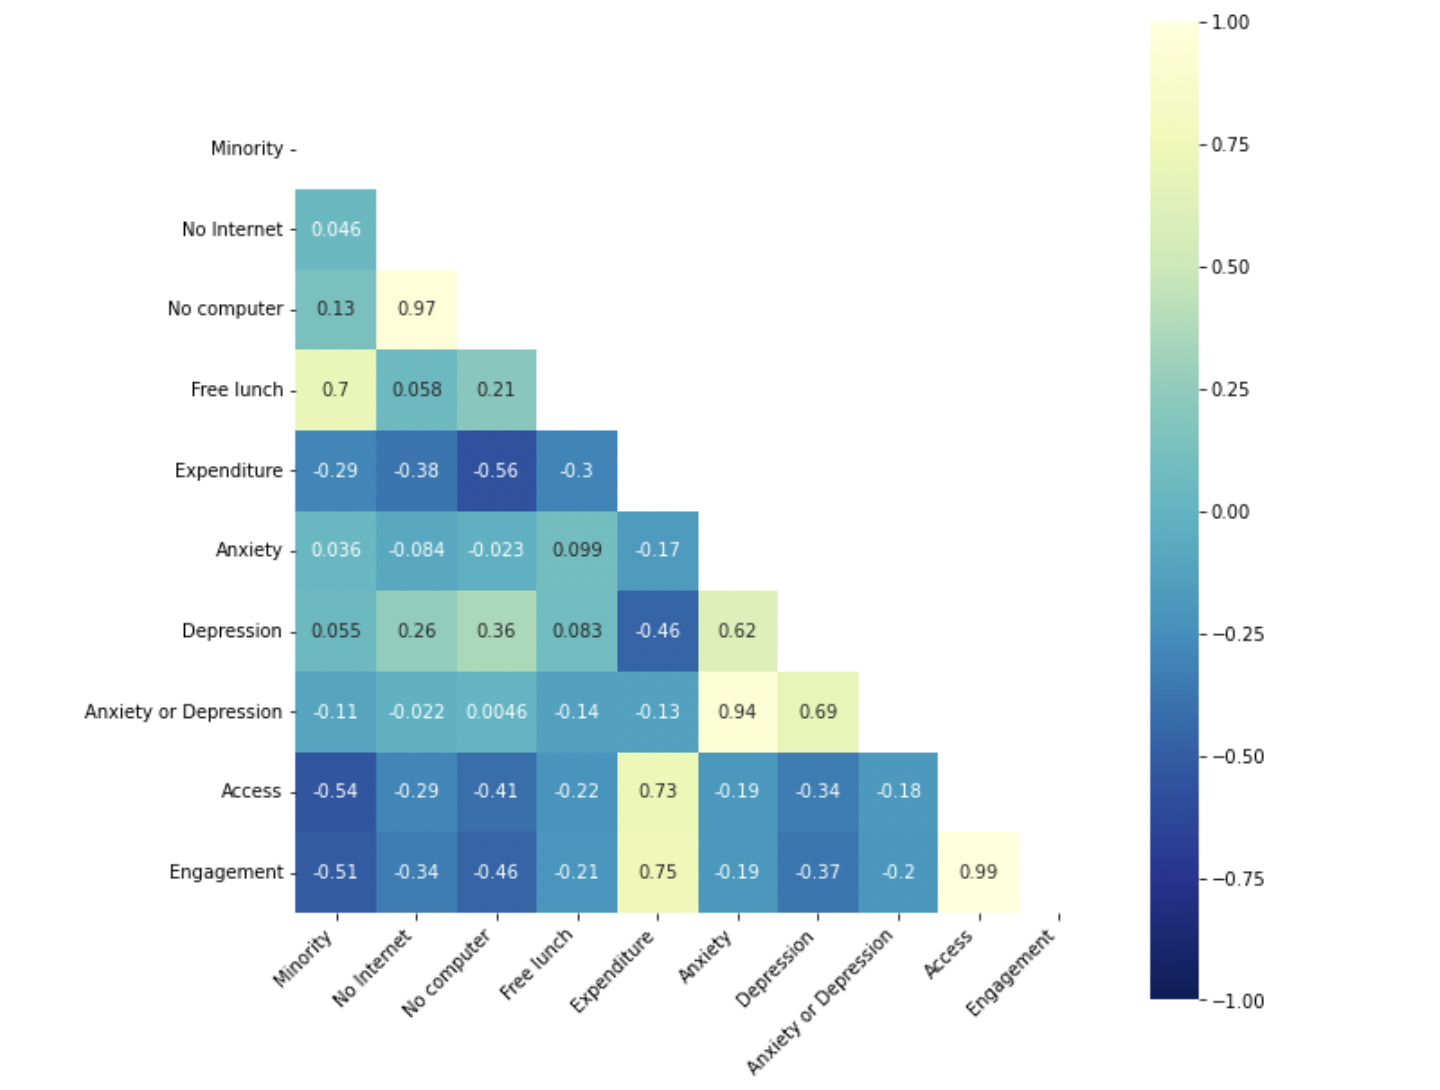 1.00
Minority
0.75
No Internet 0.046
No computer 0.13 0.97
0.50
Free lunch 0.7 0.058 0.21
0.25
Expenditure -0.29 -0.38 -0.56 -0.3
0.00
Anxiety 0.036 -0.084 -0.023 0.099 -0.17
Depression 0.055 0.26 0.36 0.083 -0.46 0.62
−0.25
Anxiety or Depression -0.11 -0.022 0.0046 -0.14 -0.13 0.94 0.69
−0.50
Access -0.54 -0.29 -0.41 -0.22 0.73 -0.19 -0.34 -0.18
Engagement -0.51 -0.34 -0.46 -0.21 0.75 -0.19 -0.37 -0.2 0.99
−0.75
−1.00
Minority
No Internet
No computer
Free lunch
Expenditure
Anxiety
Depression
Anxiety or Depression
Access
Engagement